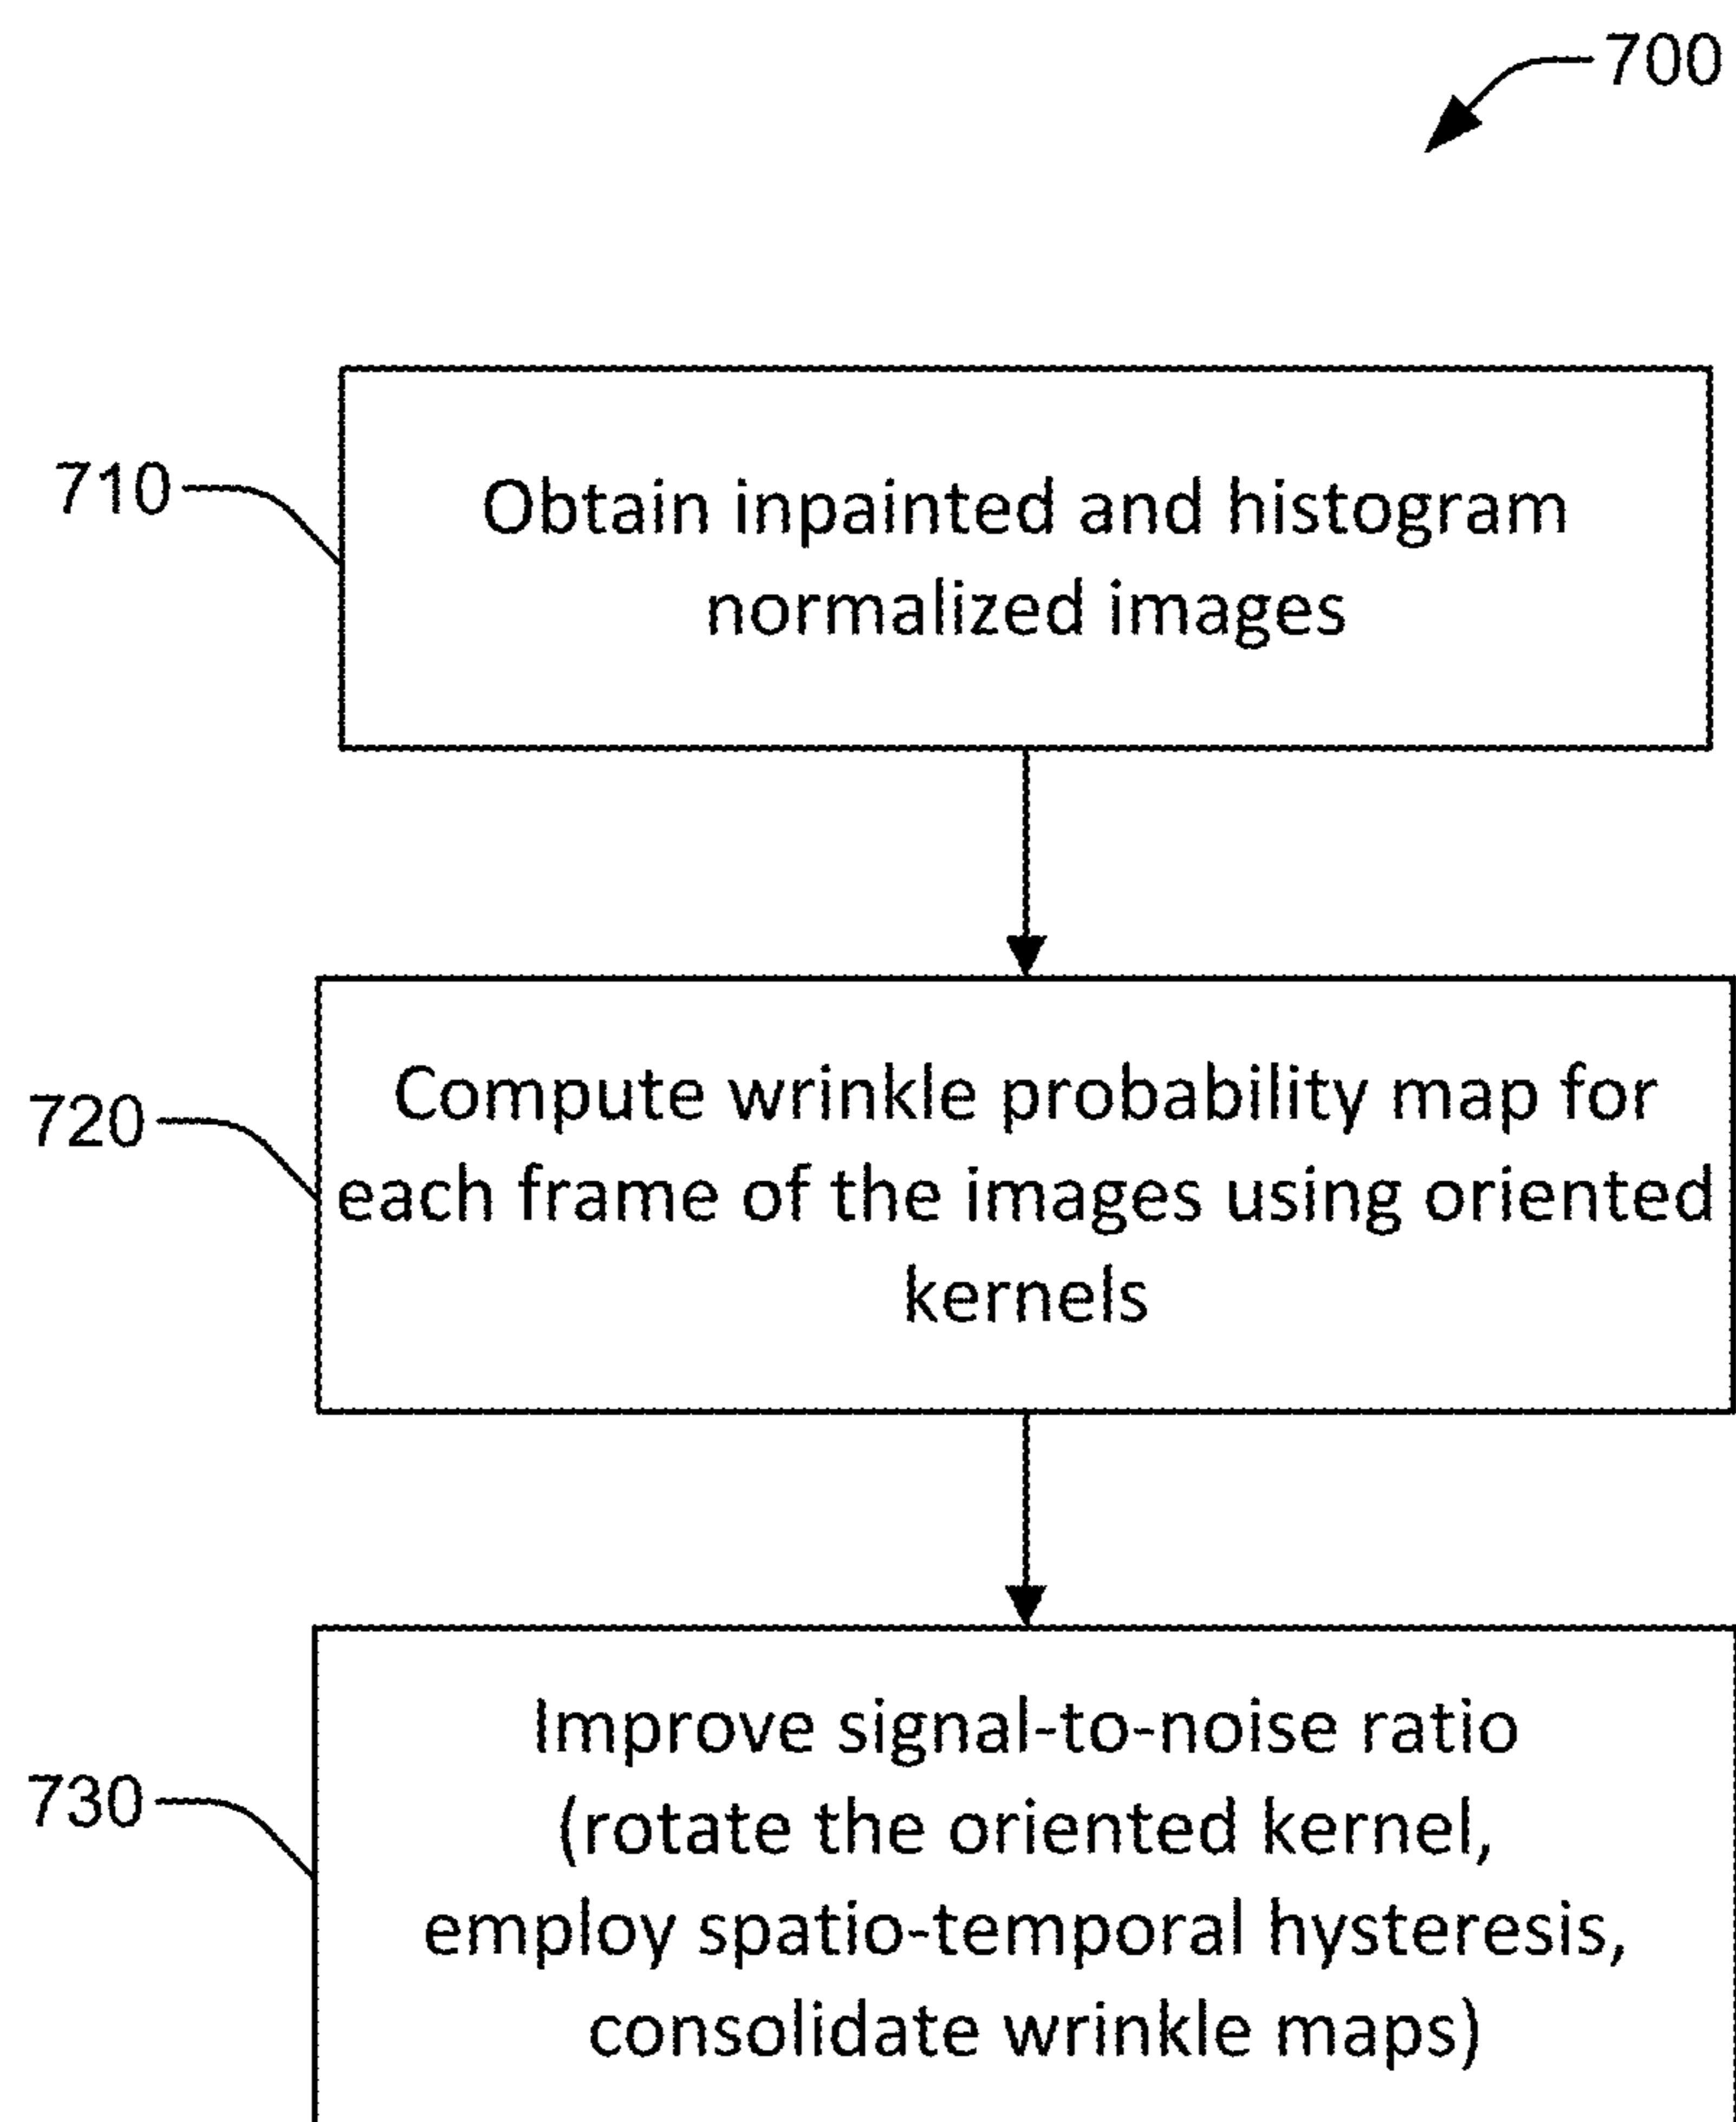 700
710
Obtain inpainted and histogram
normalized images
720
Compute wrinkle probability map for
each frame of the images using oriented
kernels
730
Improve signal-to-noise ratio
(rotate the oriented kernel,
employ spatio-temporal hysteresis,
consolidate wrinkle maps)